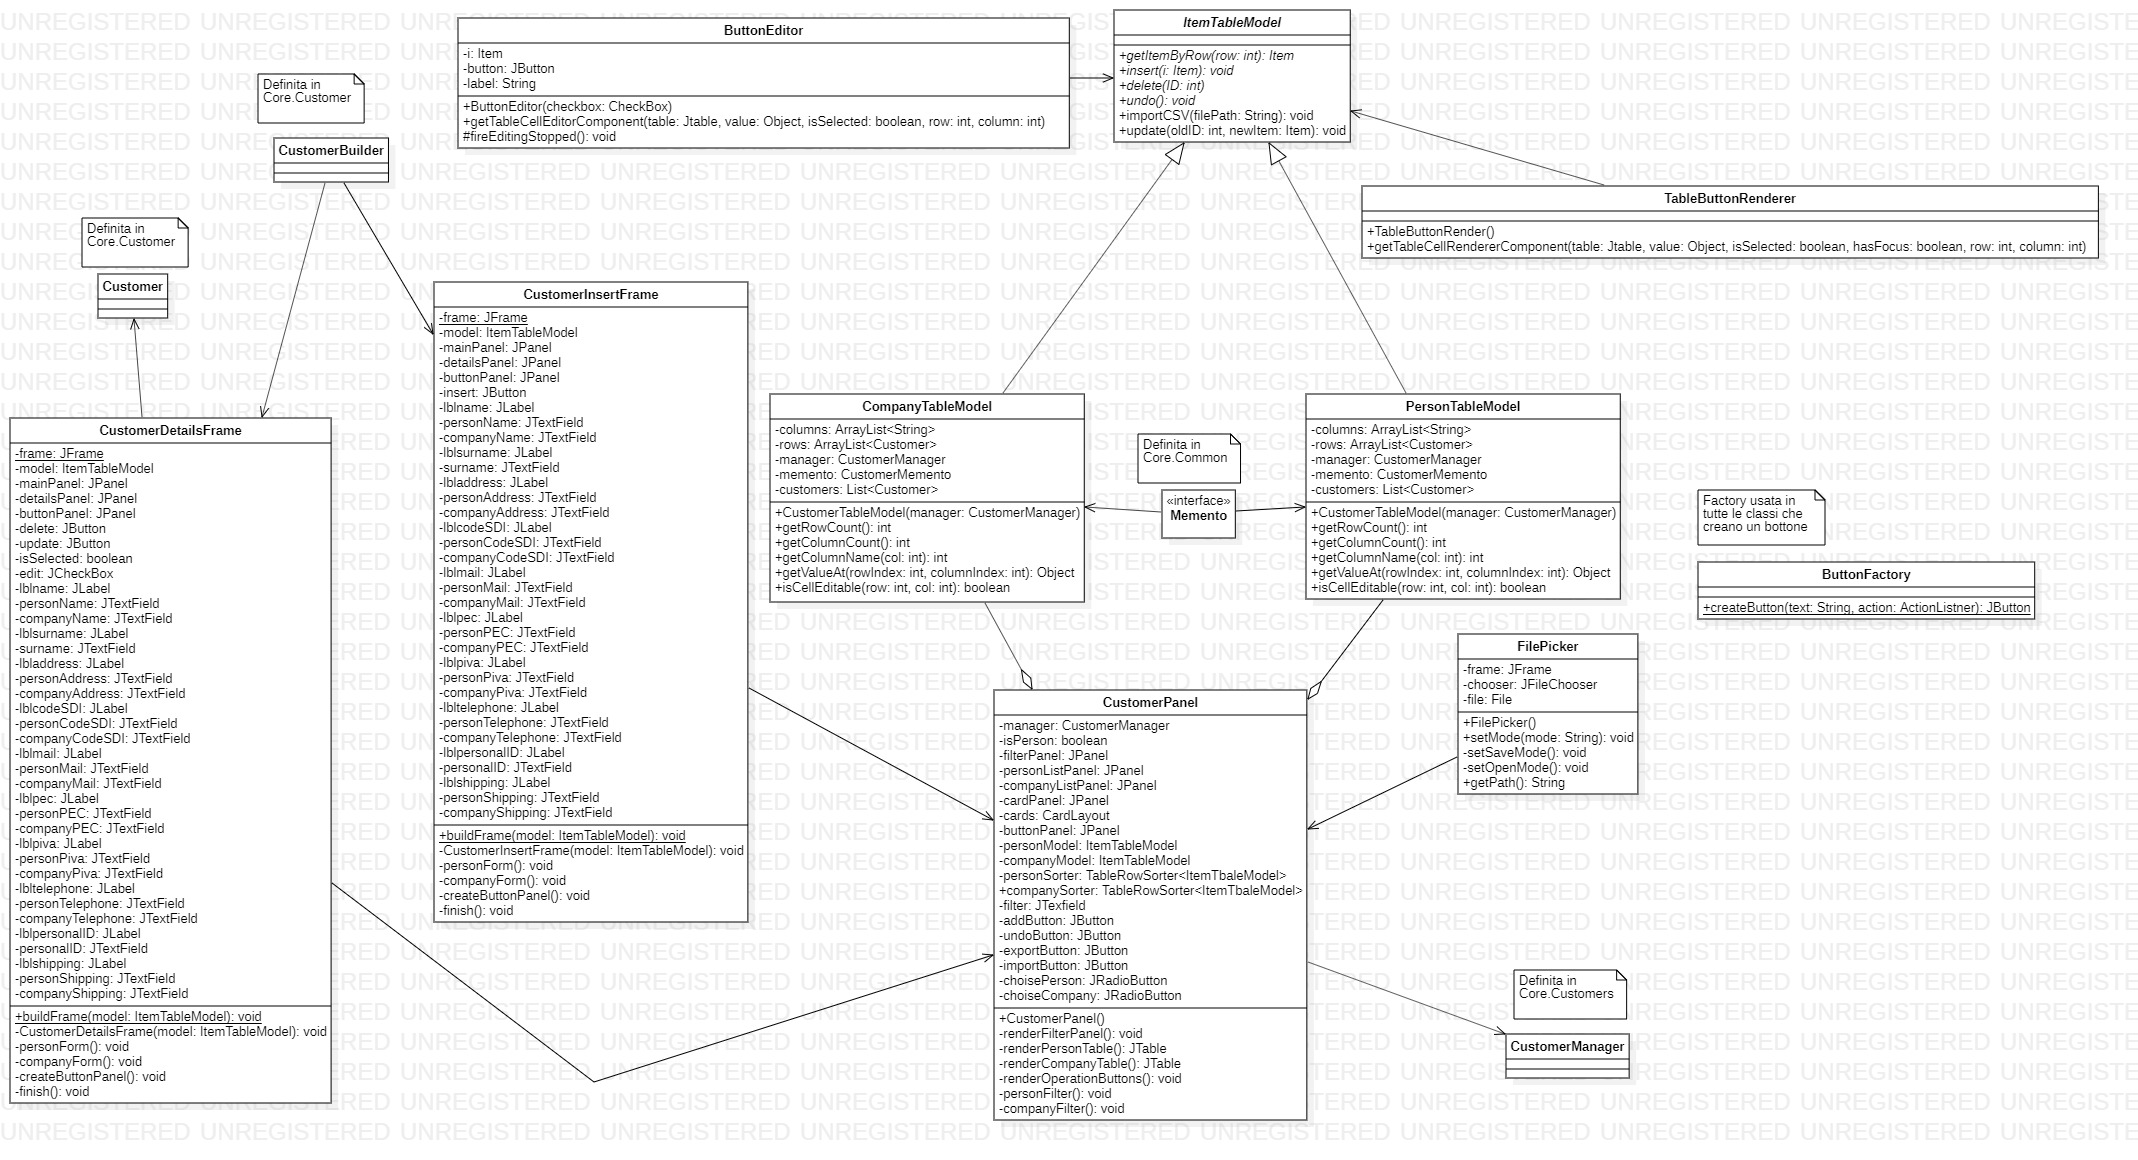 ButtonEditor
-i: Item
-button: JButton
-label: String
+ButtonEditor(checkbox: CheckBox)
+getTableCellEditorComponent(table: Jtable, value: Object, isSelected: boolean, row: int, column: int)
#fireEditingStopped(): void
ItemTableModel
+getItemByRow(row: int): Item
+insert(i: Item): void
+delete(ID: int)
+undo(): void
+importCSV(filePath: String): void
+update(oldID: int, newItem: Item): void
Definita in
Core.Customer
CustomerBuilder
TableButtonRenderer
+TableButtonRender()
+getTableCellRendererComponent(table: Jtable, value: Object, isSelected: boolean, hasFocus: boolean, row: int, column: int)
Definita in
Core.Customer
Customer
CustomerInsertFrame
-frame: JFrame
-model: ItemTableModel
-mainPanel: JPanel
-detailsPanel: JPanel
-buttonPanel: JPanel
-insert: JButton
-lblname: JLabel
-personName: JTextField
-companyName: JTextField
-lblsurname: JLabel
-surname: JTextField
-lbladdress: JLabel
-personAddress: JTextField
-companyAddress: JTextField
-lblcodeSDI: JLabel
-personCodeSDI: JTextField
-companyCodeSDI: JTextField
-lblmail: JLabel
-personMail: JTextField
-companyMail: JTextField
-lblpec: JLabel
-personPEC: JTextField
-companyPEC: JTextField
-lblpiva: JLabel
-personPiva: JTextField
-companyPiva: JTextField
-lbltelephone: JLabel
-personTelephone: JTextField
-companyTelephone: JTextField
-lblpersonalID: JLabel
-personalID: JTextField
-lblshipping: JLabel
-personShipping: JTextField
-companyShipping: JTextField
+buildFrame(model: ItemTableModel): void
-CustomerInsertFrame(model: ItemTableModel): void
-personForm(): void
-companyForm(): void
-createButtonPanel(): void
-finish(): void
CustomerDetailsFrame
-frame: JFrame
-model: ItemTableModel
-mainPanel: JPanel
-detailsPanel: JPanel
-buttonPanel: JPanel
-delete: JButton
-update: JButton
-isSelected: boolean
-edit: JCheckBox
-lblname: JLabel
-personName: JTextField
-companyName: JTextField
-lblsurname: JLabel
-surname: JTextField
-lbladdress: JLabel
-personAddress: JTextField
-companyAddress: JTextField
-lblcodeSDI: JLabel
-personCodeSDI: JTextField
-companyCodeSDI: JTextField
-lblmail: JLabel
-personMail: JTextField
-companyMail: JTextField
-lblpec: JLabel
-personPEC: JTextField
-companyPEC: JTextField
-lblpiva: JLabel
-personPiva: JTextField
-companyPiva: JTextField
-lbltelephone: JLabel
-personTelephone: JTextField
-companyTelephone: JTextField
-lblpersonalID: JLabel
-personalID: JTextField
-lblshipping: JLabel
-personShipping: JTextField
-companyShipping: JTextField
+buildFrame(model: ItemTableModel): void
-CustomerDetailsFrame(model: ItemTableModel): void
-personForm(): void
-companyForm(): void
-createButtonPanel(): void
-finish(): void
CompanyTableModel
-columns: ArrayList<String>
-rows: ArrayList<Customer>
-manager: CustomerManager
-memento: CustomerMemento
-customers: List<Customer>
+CustomerTableModel(manager: CustomerManager)
+getRowCount(): int
+getColumnCount(): int
+getColumnName(col: int): int
+getValueAt(rowIndex: int, columnIndex: int): Object
+isCellEditable(row: int, col: int): boolean
Definita in
Core.Common
«interface»
Memento
PersonTableModel
-columns: ArrayList<String>
-rows: ArrayList<Customer>
-manager: CustomerManager
-memento: CustomerMemento
-customers: List<Customer>
+CustomerTableModel(manager: CustomerManager)
+getRowCount(): int
+getColumnCount(): int
+getColumnName(col: int): int
+getValueAt(rowIndex: int, columnIndex: int): Object
+isCellEditable(row: int, col: int): boolean
Factory usata in
tutte le classi che
creano un bottone
ButtonFactory
+createButton(text: String, action: ActionListner): JButton
FilePicker
-frame: JFrame
-chooser: JFileChooser
-file: File
+FilePicker()
+setMode(mode: String): void
-setSaveMode(): void
-setOpenMode(): void
+getPath(): String
CustomerPanel
-manager: CustomerManager
-isPerson: boolean
-filterPanel: JPanel
-personListPanel: JPanel
-companyListPanel: JPanel
-cardPanel: JPanel
-cards: CardLayout
-buttonPanel: JPanel
-personModel: ItemTableModel
-companyModel: ItemTableModel
-personSorter: TableRowSorter<ItemTbaleModel>
+companySorter: TableRowSorter<ItemTbaleModel>
-filter: JTexfield
-addButton: JButton
-undoButton: JButton
-exportButton: JButton
-importButton: JButton
-choisePerson: JRadioButton
-choiseCompany: JRadioButton
+CustomerPanel()
-renderFilterPanel(): void
-renderPersonTable(): JTable
-renderCompanyTable(): JTable
-renderOperationButtons(): void
-personFilter(): void
-companyFilter(): void
Definita in
Core.Customers
CustomerManager
UNREGISTERED